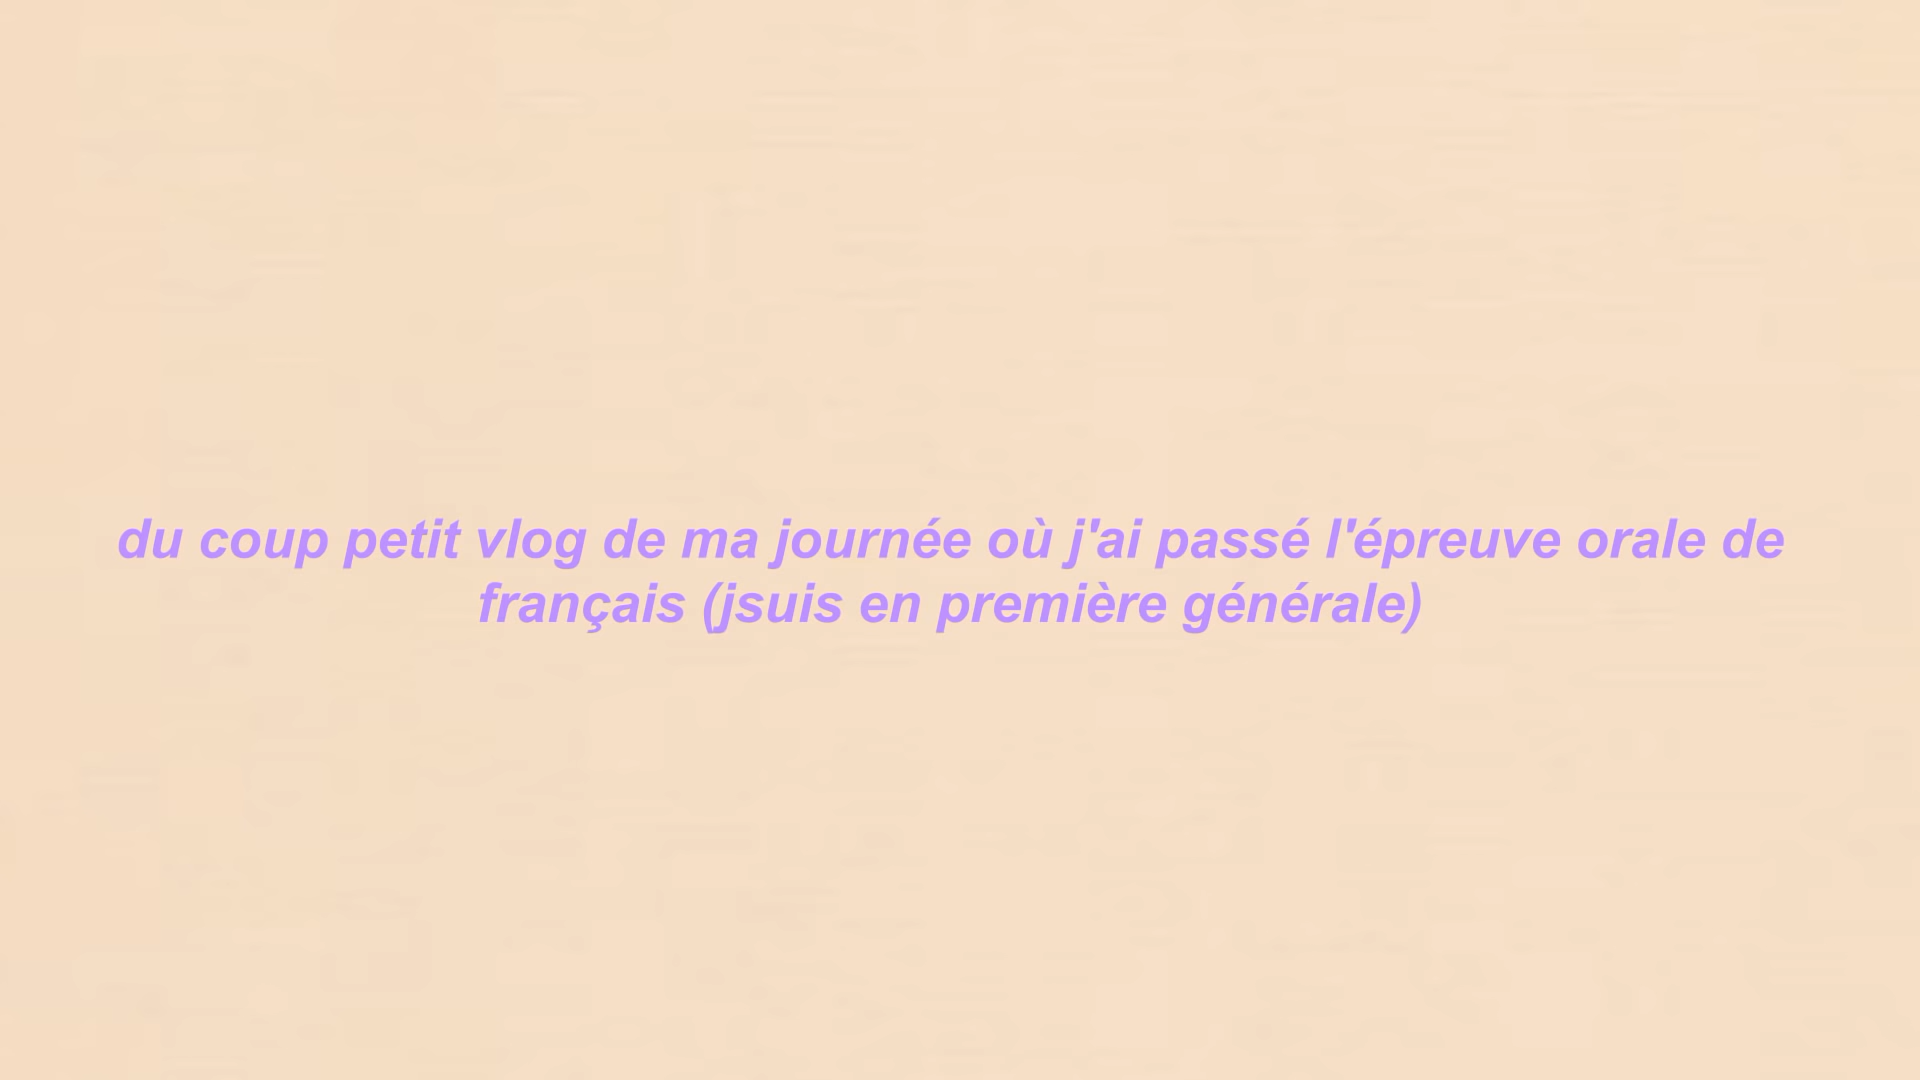 du coup petit vlog de ma journée où j'ai passé l'épreuve orale de
français (jsuis en première générale)